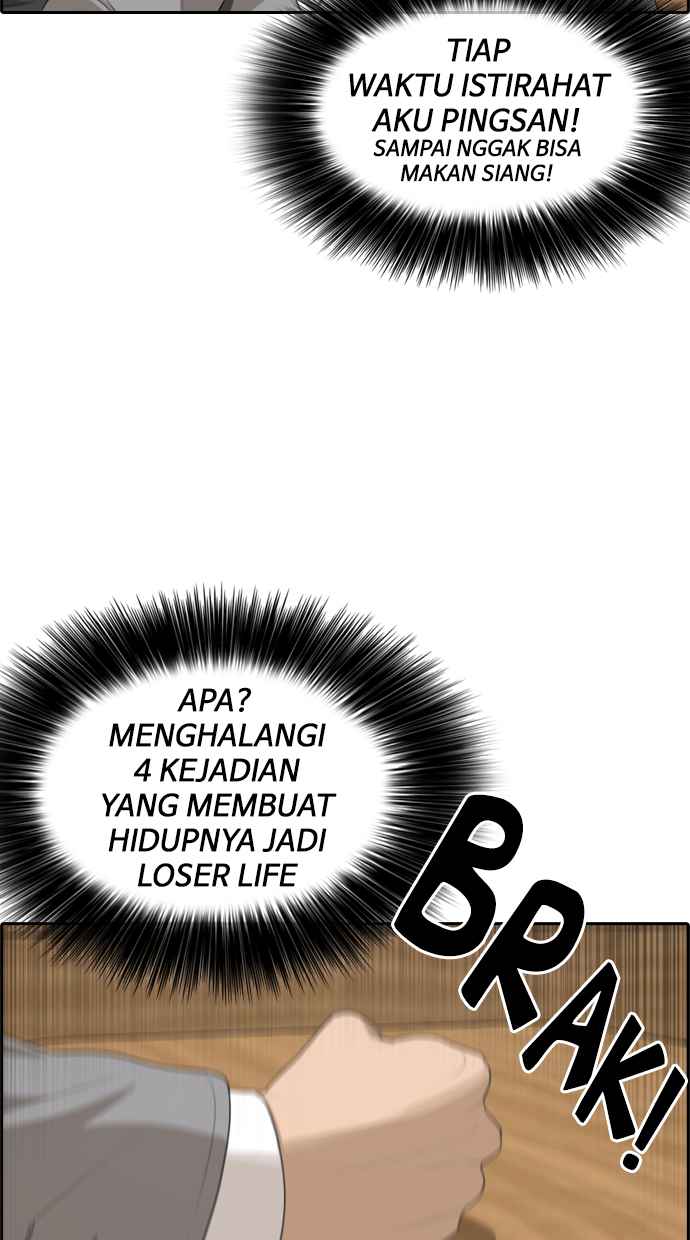 TIAP
WAKTU ISTIRAHAT
AKU PINGSAN!
SAMPAI NGGAK BISA
MAKAN SIANG!
APA?
MENGHALANGI
4 KEJADIAN
YANG MEMBUAT
HIDUPNYA JADI
LOSER LIFE
BRAK!